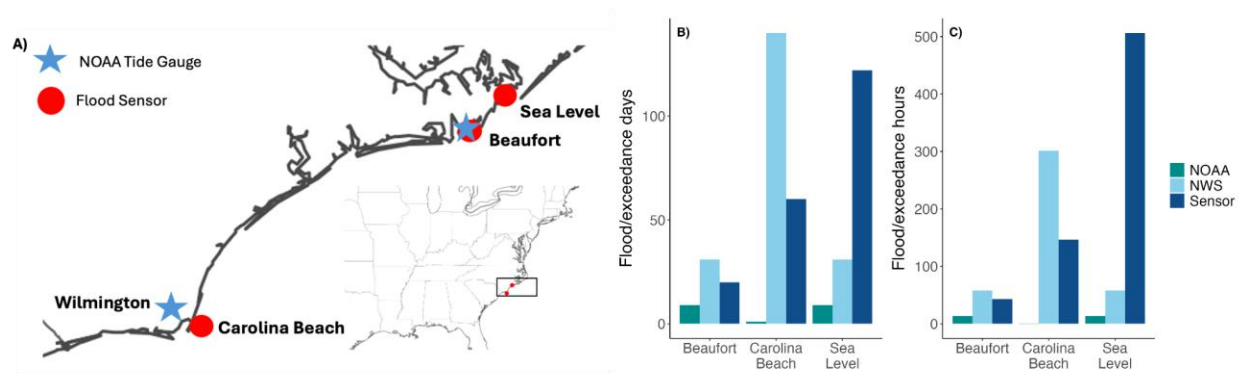 A)
NOAA Tide Gauge
Flood Sensor
Sea Level
Beaufort
Wilmington
Carolina Beach
B)
Flood/exceedance days
100
50
0
Beaufort
Carolina
Beach
Sea
Level
C)
Flood/exceedance hours
500
400
300
200
100
0
Beaufort
Carolina
Beach
Sea
Level
NOAA
NWS
Sensor